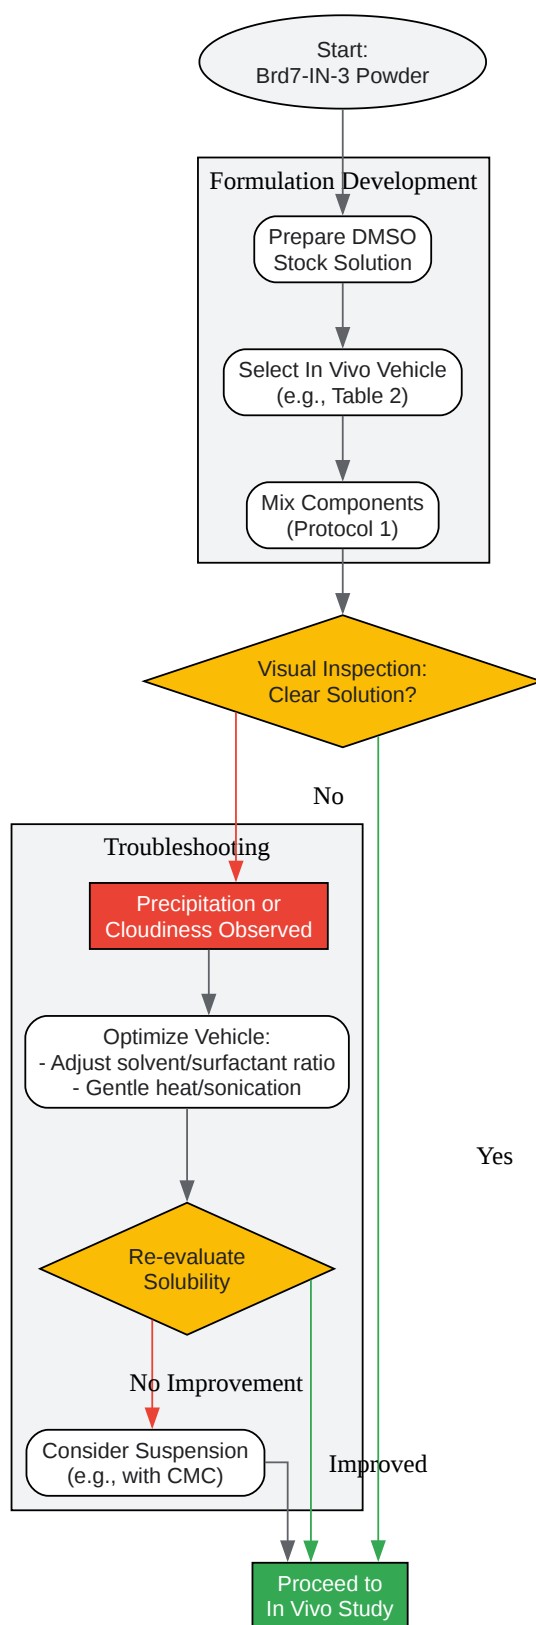 Start:
Brd7-IN-3 Powder
Formulation Development
Prepare DMSO
Stock Solution
Select In Vivo Vehicle
(e.g., Table 2)
Mix Components
(Protocol 1)
Visual Inspection:
Clear Solution?
No
Troubleshooting
Precipitation or
Cloudiness Observed
Optimize Vehicle:
- Adjust solvent/surfactant ratio
- Gentle heat/sonication
Yes
Re-evaluate
Solubility
No Improvement
Consider Suspension
(e.g., with CMC)
Improved
Proceed to
In Vivo Study